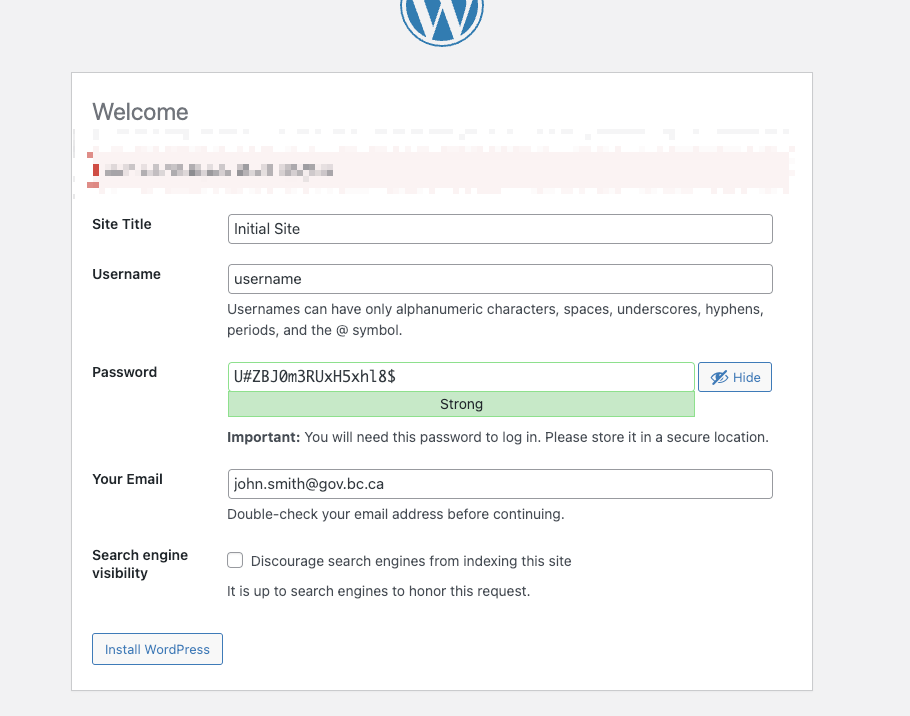 Welcome
Site Title
Initial Site
Username
username
Usernames can have only alphanumeric characters, spaces, underscores, hyphens,
periods, and the @ symbol.
Password
U#ZBJ0m3RUxH5xhl8$
Hide
Strong
Important: You will need this password to log in. Please store it in a secure location.
Your Email
john.smith@gov.bc.ca
Double-check your email address before continuing.
Search engine
visibility
Discourage search engines from indexing this site
It is up to search engines to honor this request.
Install WordPress